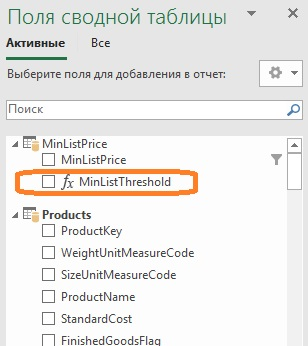 Поля сводной таблицы
Активные Все
Выберите поля для добавления в отчет:
Поиск
MinListPrice
MinListPrice
fx MinListThreshold
Products
ProductKey
WeightUnitMeasureCode
SizeUnitMeasureCode
ProductName
StandardCost
FinishedGoodsFlag